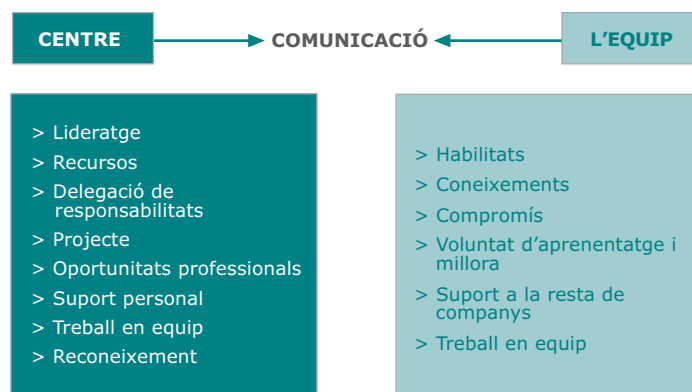 CENTRE
COMUNICACIÓ
L'EQUIP
> Lideratge
> Recursos
> Delegació de
responsabilitats
> Projecte
> Oportunitats professionals
> Suport personal
> Treball en equip
> Reconeixement
> Habilitats
> Coneixements
> Compromís
> Voluntat d'aprenentatge i
millora
> Suport a la resta de
companys
> Treball en equip